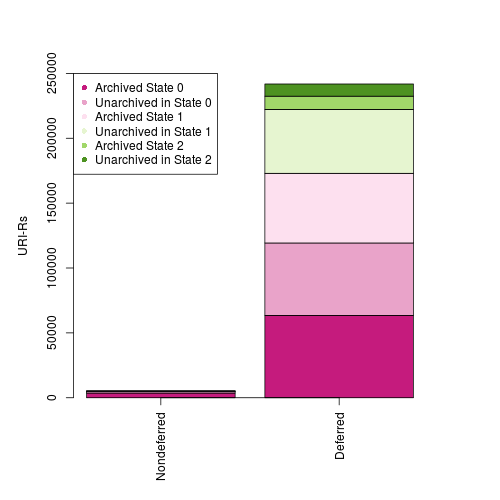 Archived State 0
Unarchived in State 0
Archived State 1
Unarchived in State 1
Archived State 2
Unarchived in State 2
URI-Rs
250000
200000
150000
100000
50000
0
Nondeferred
Deferred